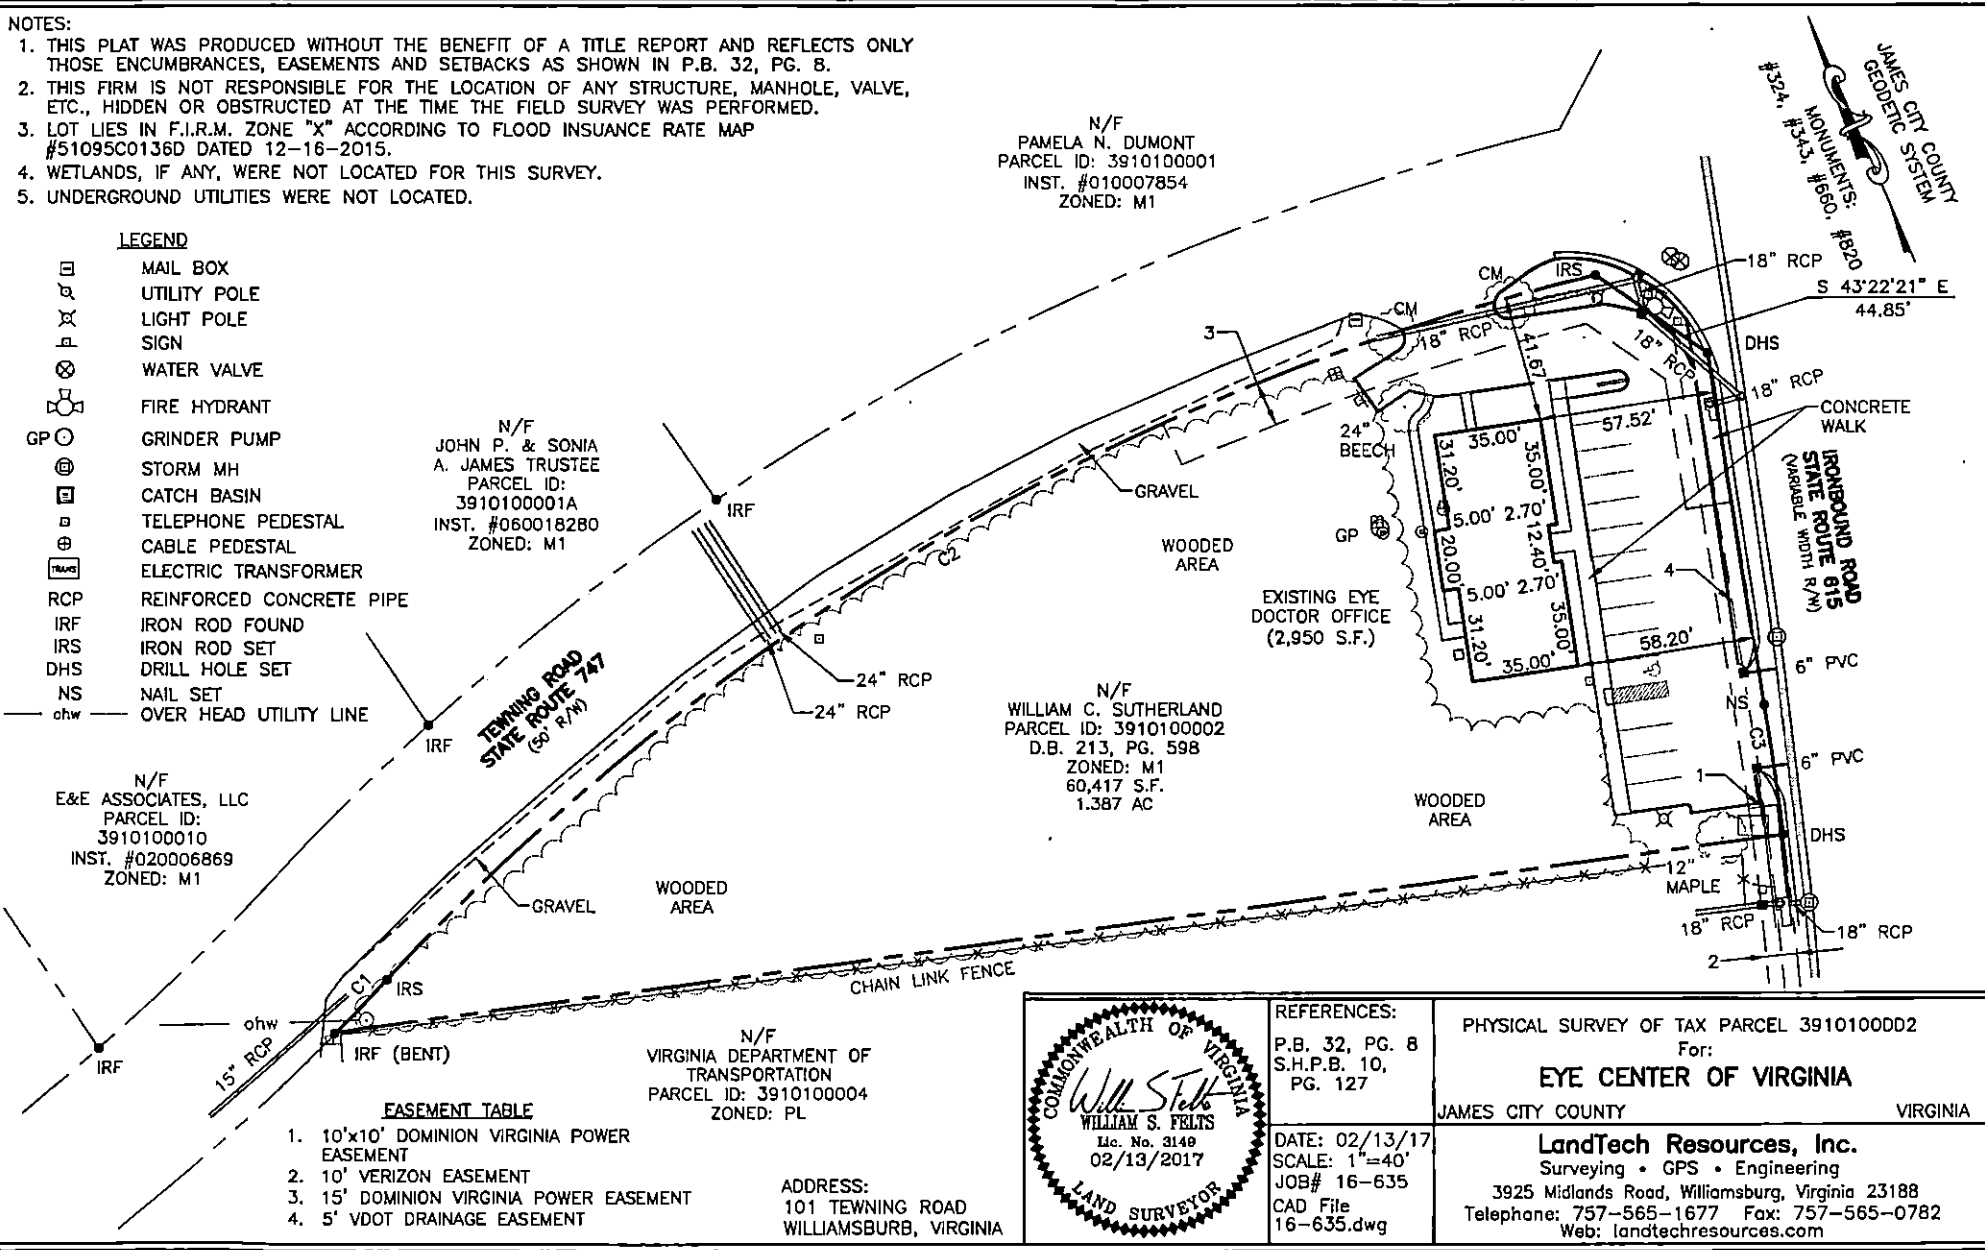 NOTES:
1. THIS PLAT WAS PRODUCED WITHOUT THE BENEFIT OF A TITLE REPORT AND REFLECTS ONLY
THOSE ENCUMBRANCES, EASEMENTS AND SETBACKS AS SHOWN IN P.B. 32, PG. 8.
2. THIS FIRM IS NOT RESPONSIBLE FOR THE LOCATION OF ANY STRUCTURE, MANHOLE, VALVE,
ETC., HIDDEN OR OBSTRUCTED AT THE TIME THE FIELD SURVEY WAS PERFORMED.
3. LOT LIES IN F.I.R.M. ZONE "X" ACCORDING TO FLOOD INSUANCE RATE MAP
#51095C0136D DATED 12-16-2015.
4. WETLANDS, IF ANY, WERE NOT LOCATED FOR THIS SURVEY.
5. UNDERGROUND UTILITIES WERE NOT LOCATED.
LEGEND
MAIL BOX
UTILITY POLE
LIGHT POLE
SIGN
WATER VALVE
FIRE HYDRANT
GP GRINDER PUMP
STORM MH
CATCH BASIN
TELEPHONE PEDESTAL
CABLE PEDESTAL
TRANS ELECTRIC TRANSFORMER
RCP REINFORCED CONCRETE PIPE
IRF IRON ROD FOUND
IRS IRON ROD SET
DHS DRILL HOLE SET
NS NAIL SET
ohw OVER HEAD UTILITY LINE
N/F
PAMELA N. DUMONT
PARCEL ID: 3910100001
INST. #010007854
ZONED: M1
JAMES CITY COUNTY
GEODETIC SYSTEM
MONUMENTS:
#324, #343, #660, #820
N/F
JOHN P. & SONIA
A. JAMES TRUSTEE
PARCEL ID:
3910100001A
INST. #060018280
ZONED: M1
IRF
IRF
IRF
TEWNING ROAD
STATE ROUTE 747
(50' R/W)
N/F
E&E ASSOCIATES, LLC
PARCEL ID:
3910100010
INST. #020006869
ZONED: M1
CM
IRS
18" RCP
S 43'22'21" E
44.85'
3
CM
18" RCP
41.67
18" RCP
DHS
18" RCP
CONCRETE
WALK
57.52'
24"
BEECH
35.00'
31.20'
35.00'
5.00' 2.70'
20.00'
12.40'
5.00' 2.70'
31.20'
35.00'
35.00'
58.20'
4
IRONBOUND ROAD
STATE ROUTE 615
(VARIABLE WIDTH R/W)
GRAVEL
C2
WOODED
AREA
GP
EXISTING EYE
DOCTOR OFFICE
(2,950 S.F.)
24" RCP
24" RCP
N/F
WILLIAM C. SUTHERLAND
PARCEL ID: 3910100002
D.B. 213, PG. 598
ZONED: M1
60,417 S.F.
1.387 AC
6" PVC
NS
C3
6" PVC
1
WOODED
AREA
DHS
12"
MAPLE
18" RCP
18" RCP
2
GRAVEL
WOODED
AREA
CHAIN LINK FENCE
C1
IRS
ohw
15" RCP
IRF (BENT)
N/F
VIRGINIA DEPARTMENT OF
TRANSPORTATION
PARCEL ID: 3910100004
ZONED: PL
EASEMENT TABLE
1. 10'x10' DOMINION VIRGINIA POWER
EASEMENT
2. 10' VERIZON EASEMENT
3. 15' DOMINION VIRGINIA POWER EASEMENT
4. 5' VDOT DRAINAGE EASEMENT
ADDRESS:
101 TEWNING ROAD
WILLIAMSBURB, VIRGINIA
COMMONWEALTH OF VIRGINIA
Will S Felts
WILLIAM S. FELTS
Lic. No. 3149
02/13/2017
LAND SURVEYOR
REFERENCES:
P.B. 32, PG. 8
S.H.P.B. 10,
PG. 127
DATE: 02/13/17
SCALE: 1"=40'
JOB# 16-635
CAD File
16-635.dwg
PHYSICAL SURVEY OF TAX PARCEL 39101000D2
For:
EYE CENTER OF VIRGINIA
JAMES CITY COUNTY VIRGINIA
LandTech Resources, Inc.
Surveying • GPS • Engineering
3925 Midlands Road, Williamsburg, Virginia 23188
Telephone: 757-565-1677 Fax: 757-565-0782
Web: landtechresources.com